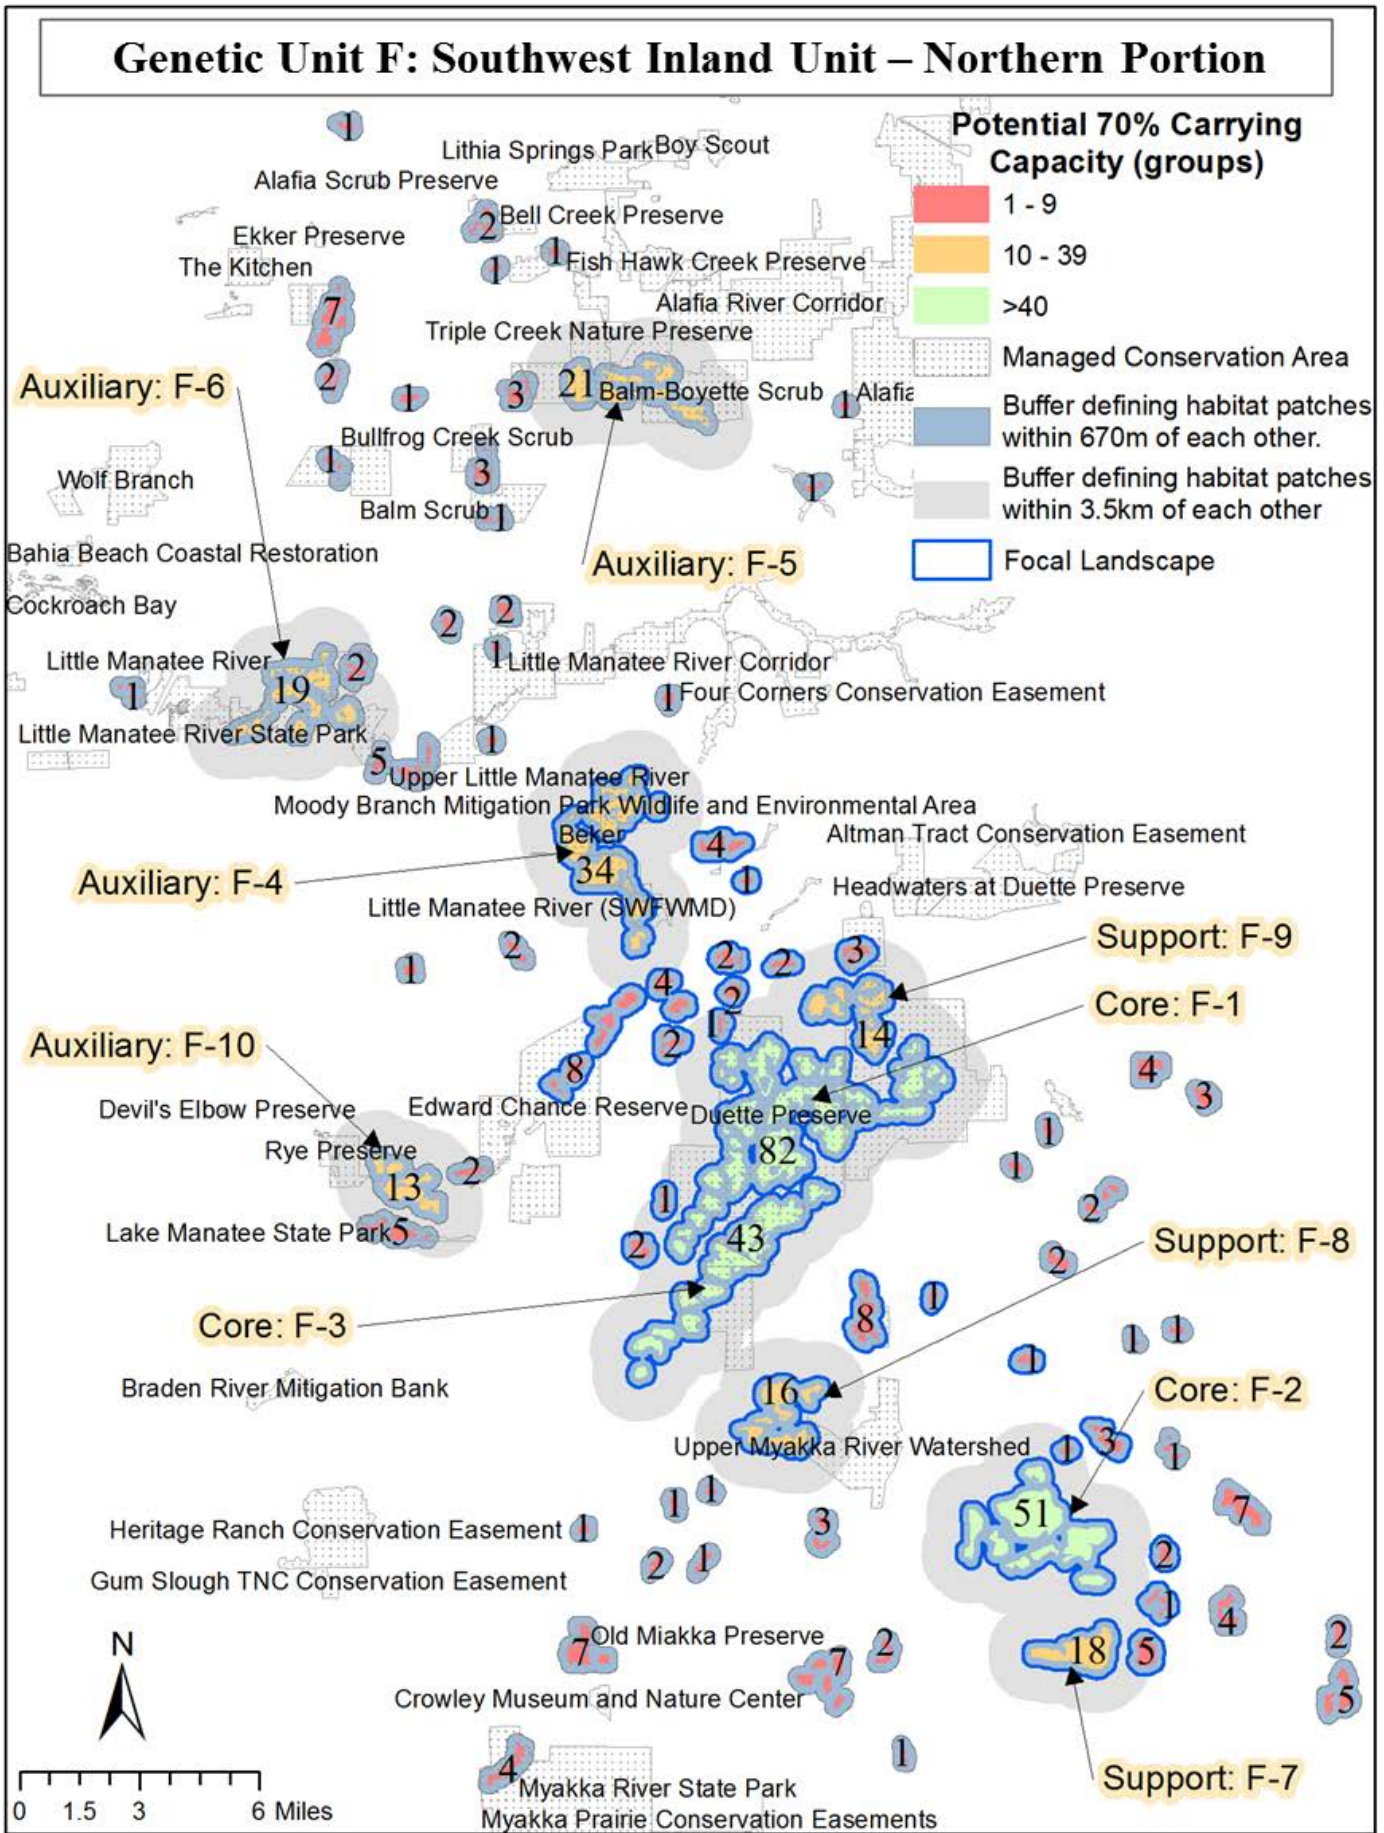 Genetic Unit F: Southwest Inland Unit – Northern Portion
Potential 70% Carrying
Capacity (groups)
1 - 9
10 - 39
>40
Managed Conservation Area
Buffer defining habitat patches
within 670m of each other.
Buffer defining habitat patches
within 3.5km of each other
Focal Landscape
1
Lithia Springs Park
Boy Scout
Alafia Scrub Preserve
2
Bell Creek Preserve
Ekker Preserve
1
1
Fish Hawk Creek Preserve
The Kitchen
7
Alafia River Corridor
Triple Creek Nature Preserve
Auxiliary: F-6
2
1
3
21
Balm-Boyette Scrub
1
Alafia
Bullfrog Creek Scrub
1
3
Wolf Branch
1
Balm Scrub
1
Bahia Beach Coastal Restoration
Auxiliary: F-5
Cockroach Bay
2
2
Little Manatee River
2
1
Little Manatee River Corridor
1
19
1
Four Corners Conservation Easement
Little Manatee River State Park
1
5
Upper Little Manatee River
Moody Branch Mitigation Park Wildlife and Environmental Area
Beker
4
Altman Tract Conservation Easement
Auxiliary: F-4
34
1
Headwaters at Duette Preserve
Little Manatee River (SWFWMD)
Support: F-9
2
1
2
2
3
4
2
Core: F-1
1
14
Auxiliary: F-10
2
8
4
3
Devil's Elbow Preserve
Edward Chance Reserve
Duette Preserve
1
Rye Preserve
82
1
2
13
1
2
Lake Manatee State Park
5
2
43
Support: F-8
2
Core: F-3
8
1
1
1
1
Braden River Mitigation Bank
16
Core: F-2
Upper Myakka River Watershed
1
3
1
1
1
51
7
Heritage Ranch Conservation Easement
1
3
2
1
2
Gum Slough TNC Conservation Easement
1
4
N
7
Old Miakka Preserve
7
2
18
5
2
Crowley Museum and Nature Center
5
1
4
Myakka River State Park
Support: F-7
0 1.5 3 6 Miles
Myakka Prairie Conservation Easements